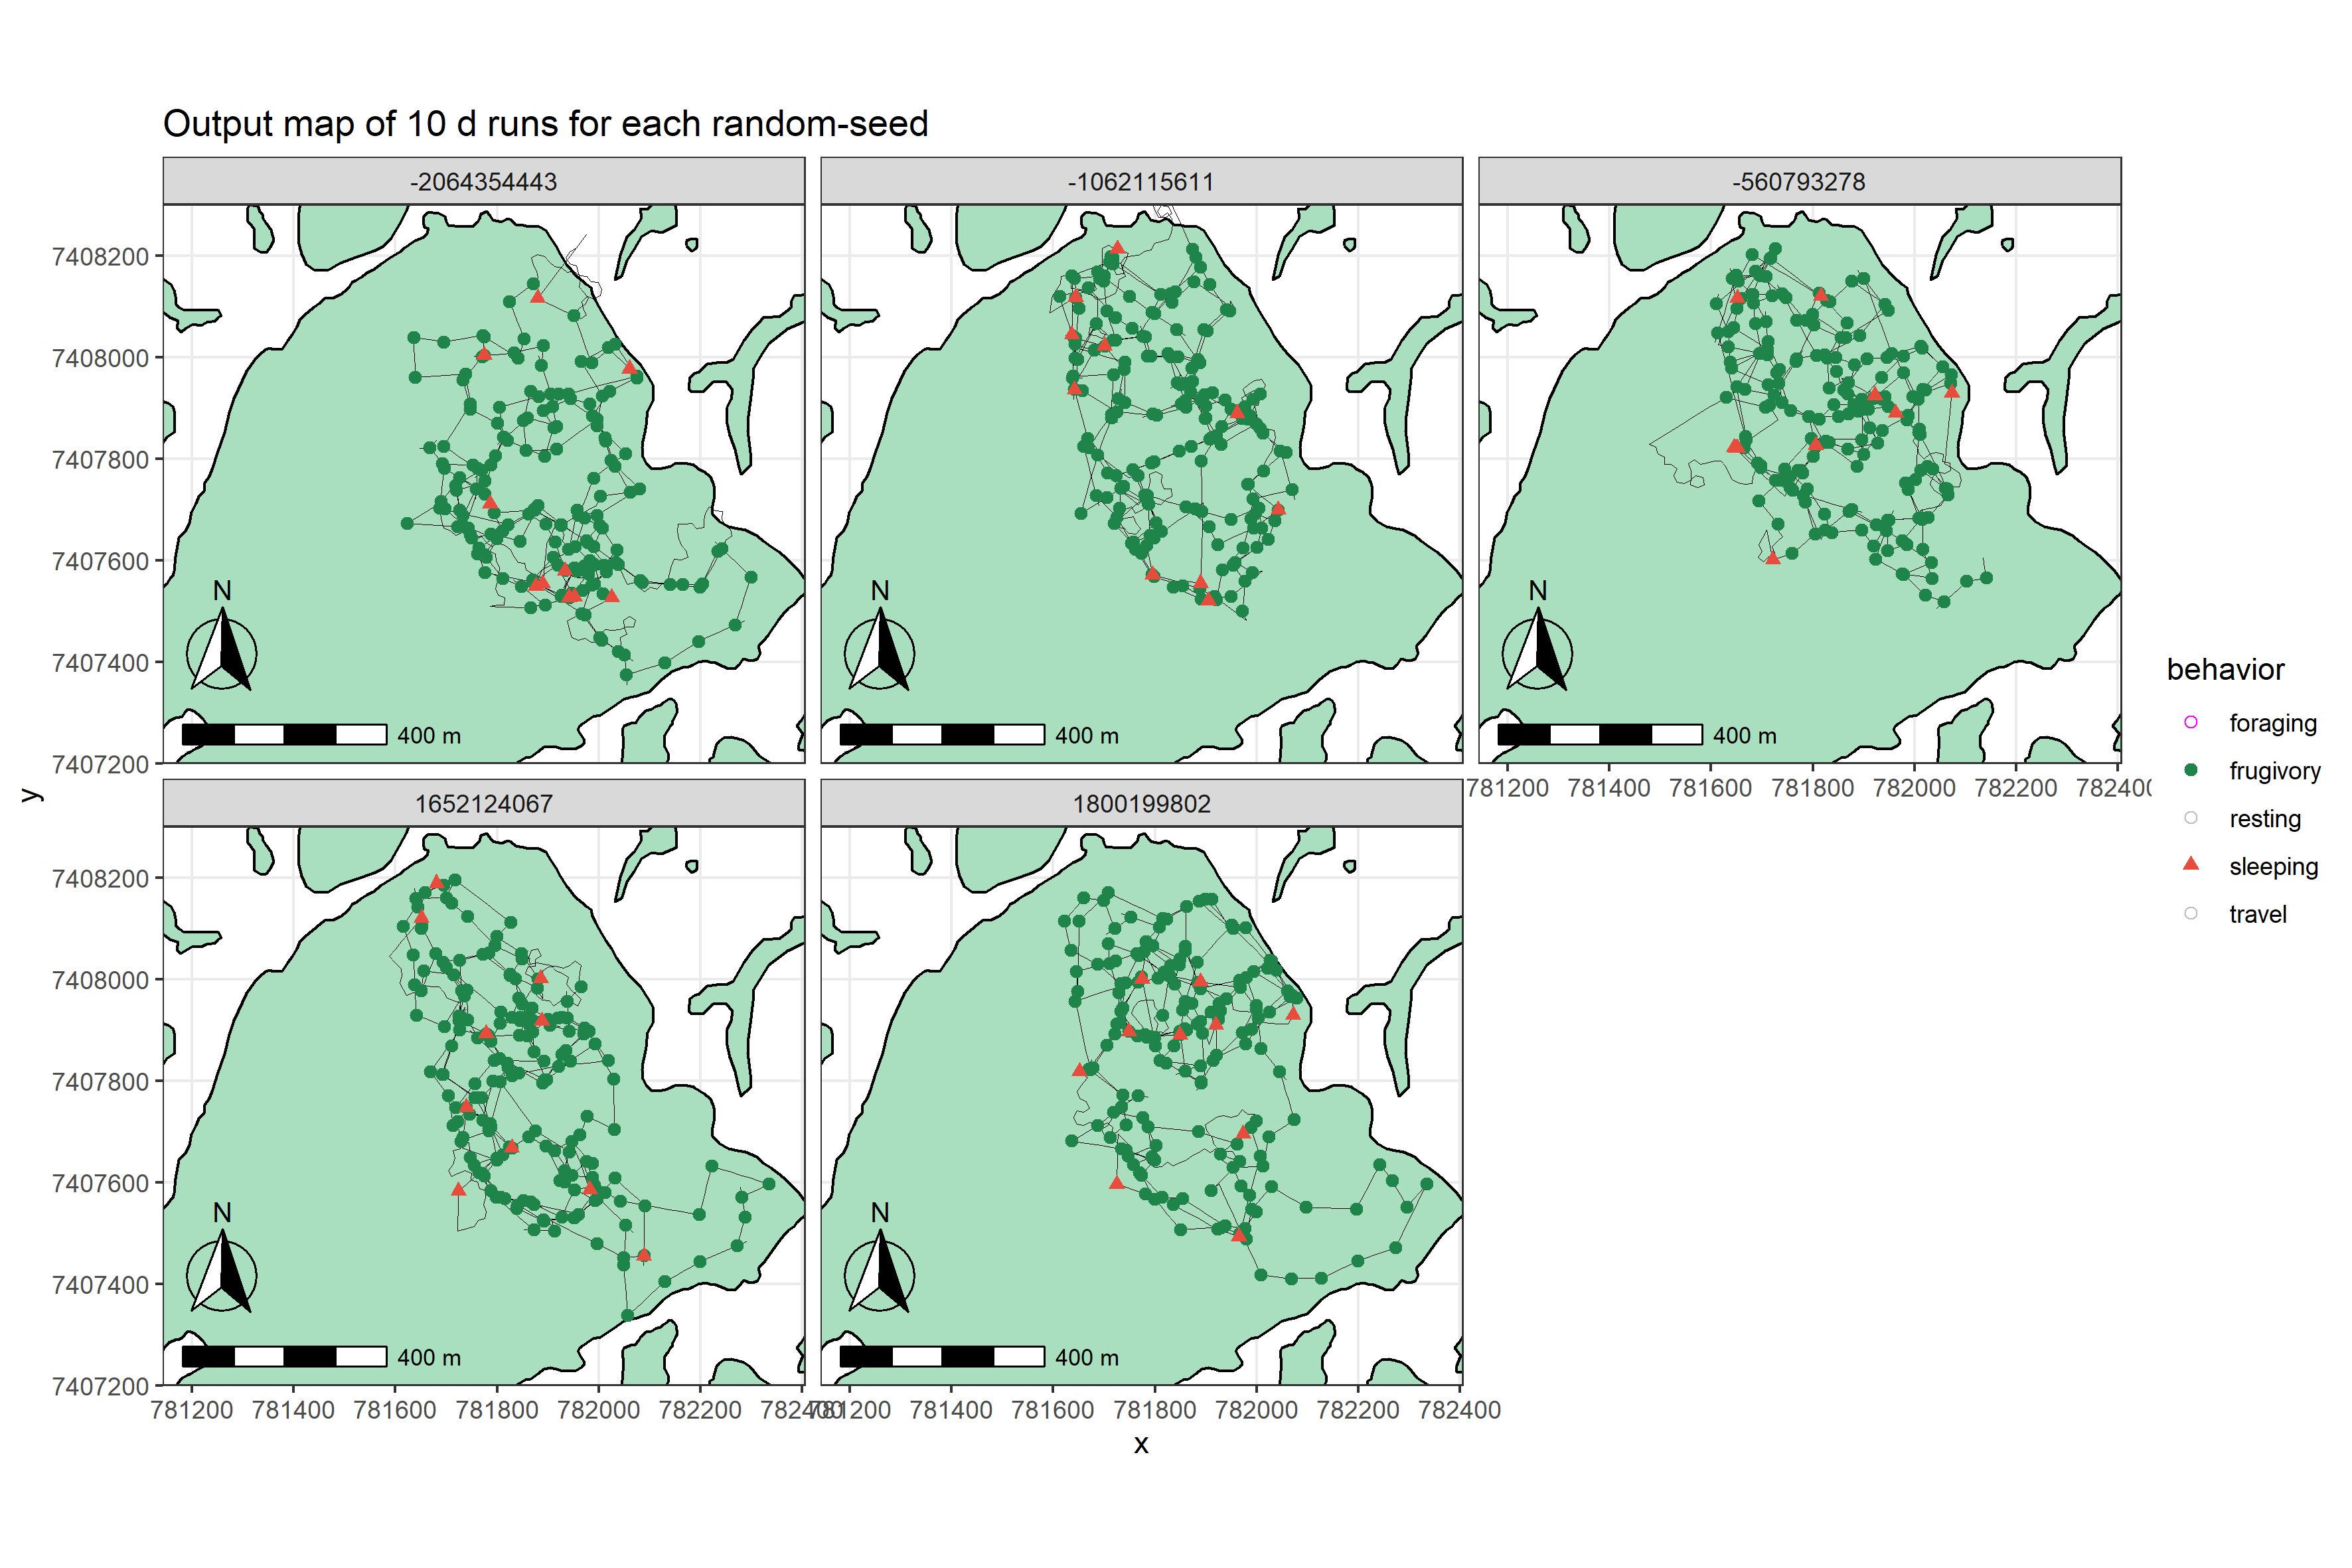 Output map of 10 d runs for each random-seed
-2064354443
-1062115611
-560793278
7408200
7408000
7407800
7407600
7407400
7407200
N
400 m
N
400 m
N
400 m
781200 781400 781600 781800 782000 782200 78240
1652124067
1800199802
7408200
7408000
7407800
7407600
7407400
7407200
N
400 m
N
400 m
781200 781400 781600 781800 782000 782200 782400
781200 781400 781600 781800 782000 782200 782400
x
y
behavior
foraging
frugivory
resting
sleeping
travel